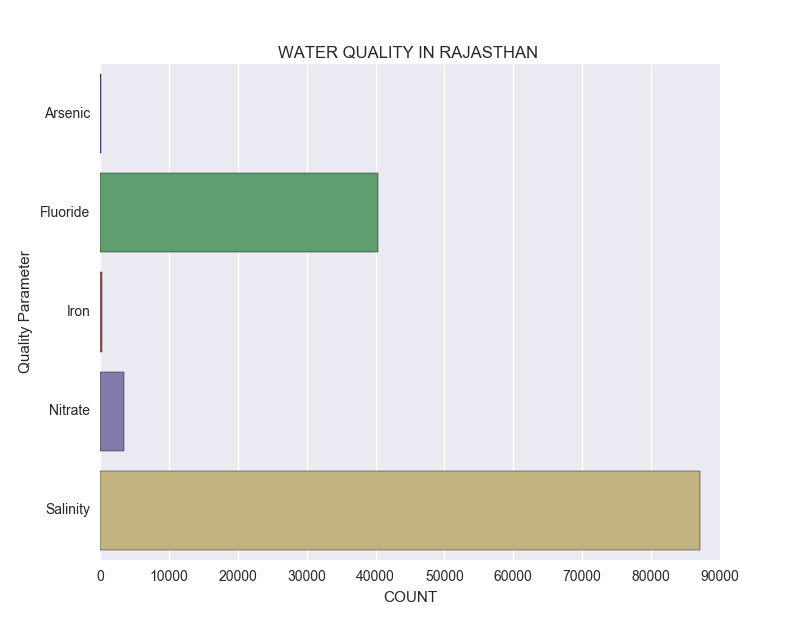 WATER QUALITY IN RAJASTHAN
Quality Parameter
Arsenic
Fluoride
Iron
Nitrate
Salinity
0 10000 20000 30000 40000 50000 60000 70000 80000 90000
COUNT